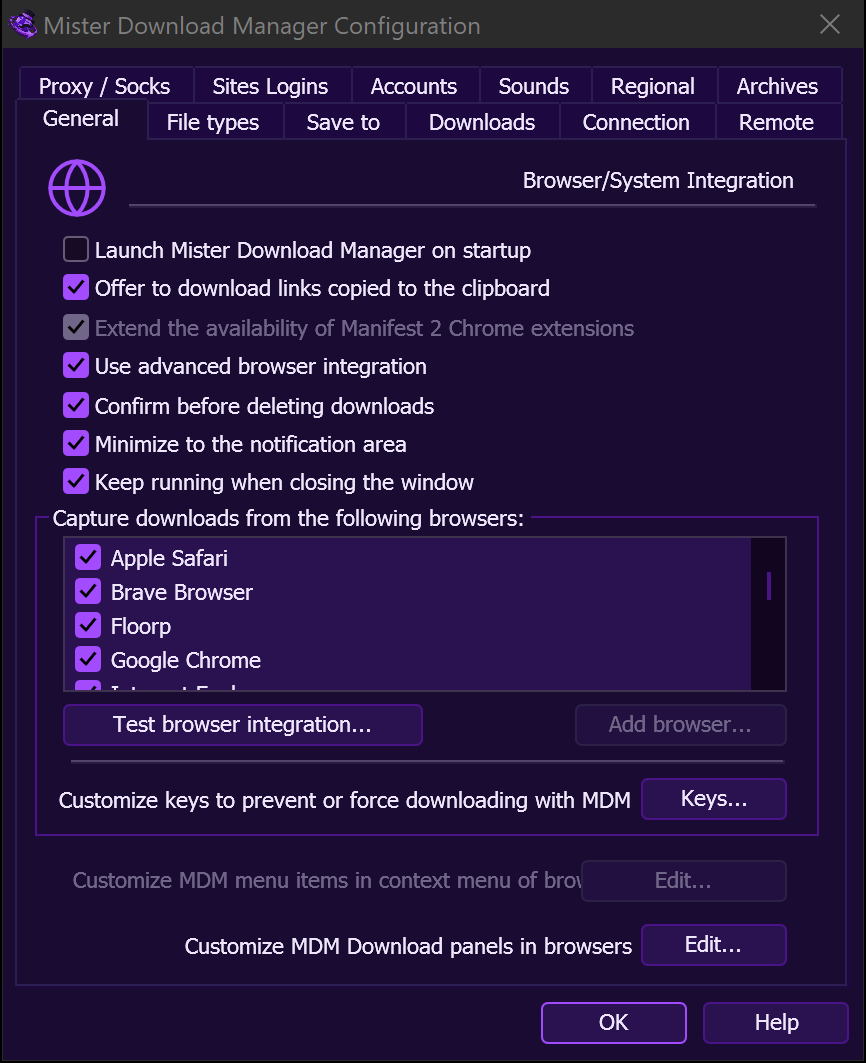 Mister Download Manager Configuration
Proxy / Socks
Sites Logins
Accounts
Sounds
Regional
Archives
General
File types
Save to
Downloads
Connection
Remote
Browser/System Integration
Launch Mister Download Manager on startup
Offer to download links copied to the clipboard
Extend the availability of Manifest 2 Chrome extensions
Use advanced browser integration
Confirm before deleting downloads
Minimize to the notification area
Keep running when closing the window
Capture downloads from the following browsers:
Apple Safari
Brave Browser
Floorp
Google Chrome
Test browser integration...
Add browser...
Customize keys to prevent or force downloading with MDM
Keys...
Customize MDM menu items in context menu of
Edit...
Customize MDM Download panels in browsers
Edit...
OK
Help